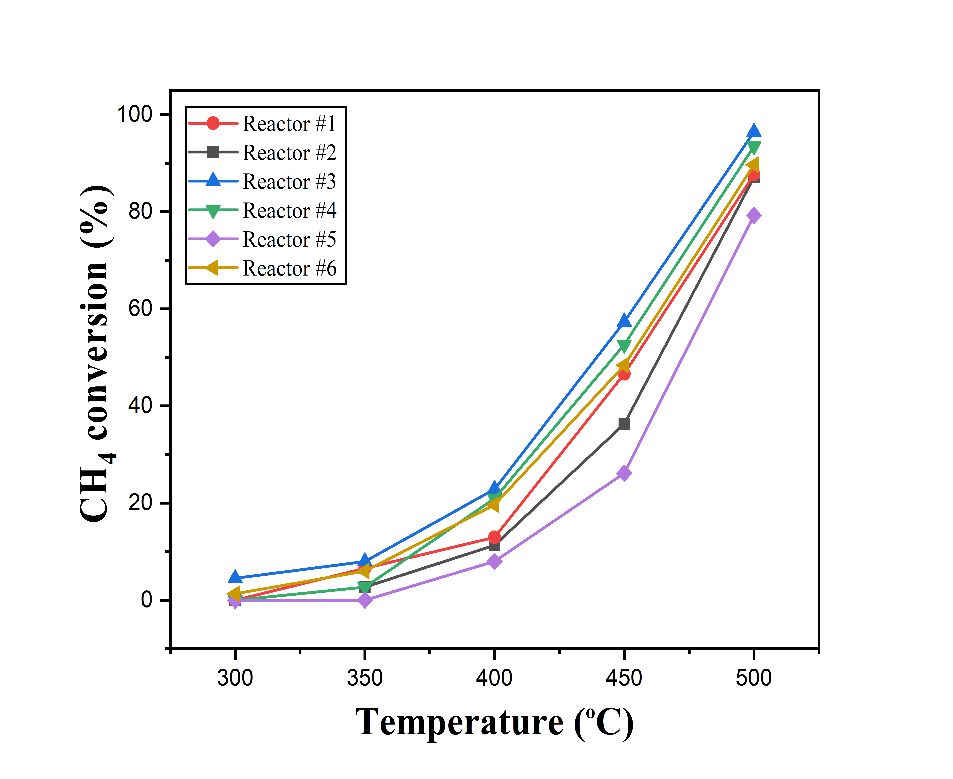 CH4 conversion (%)
100
80
60
40
20
0
Reactor #1
Reactor #2
Reactor #3
Reactor #4
Reactor #5
Reactor #6
300 350 400 450 500
Temperature (ºC)